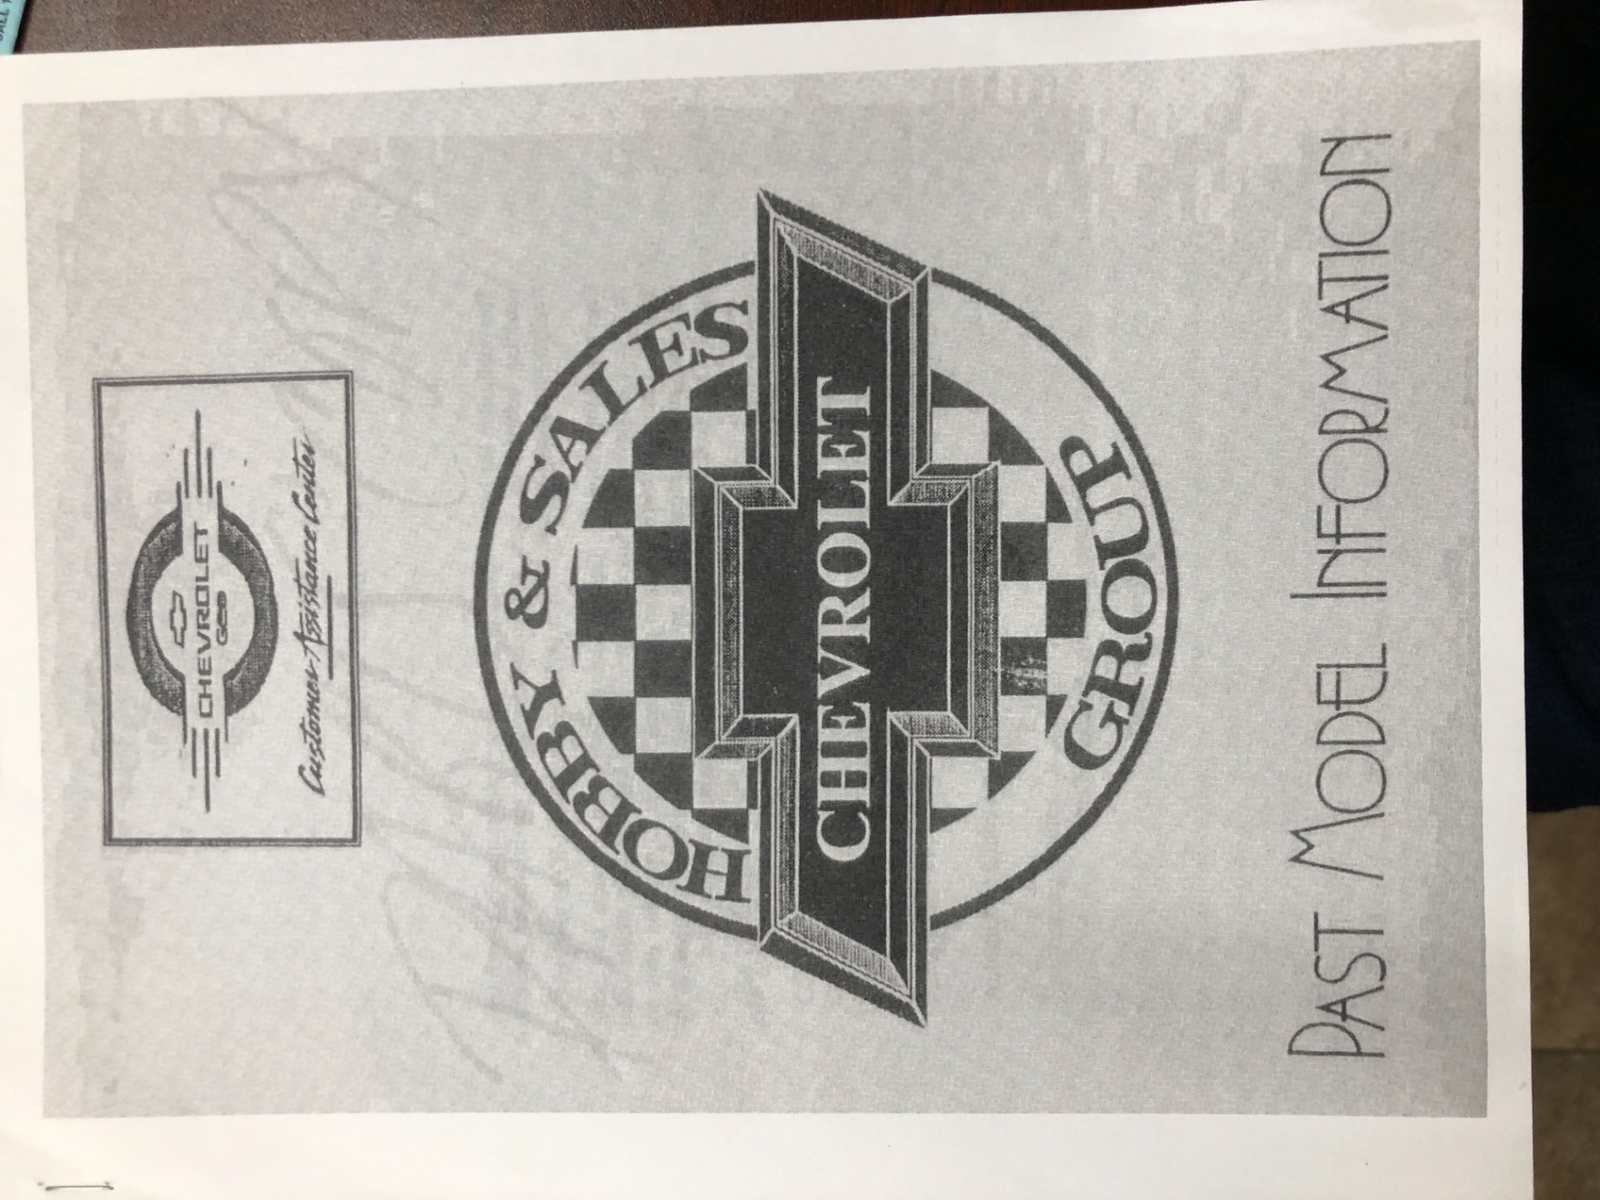 CHEVROLET
Geo
Customer Assistance Center
HOBBY & SALES
CHEVROLET
GROUP
PAST MODEL INFORMATION